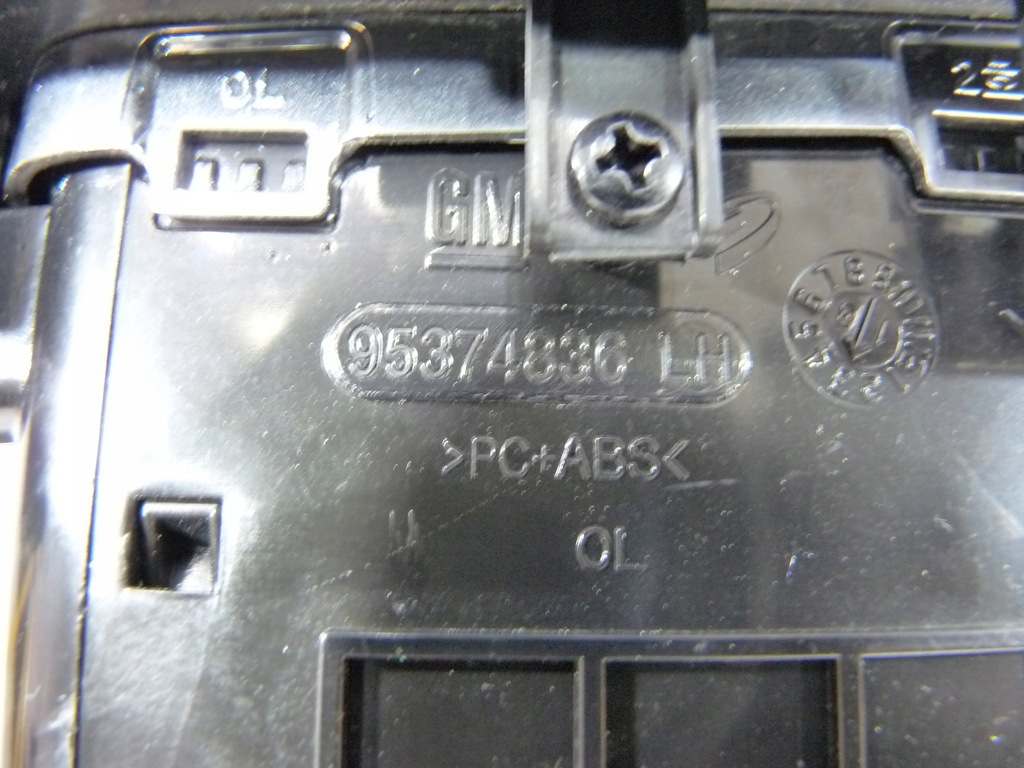 OL
GM
95374836 LH
>PC+ABS<
OL